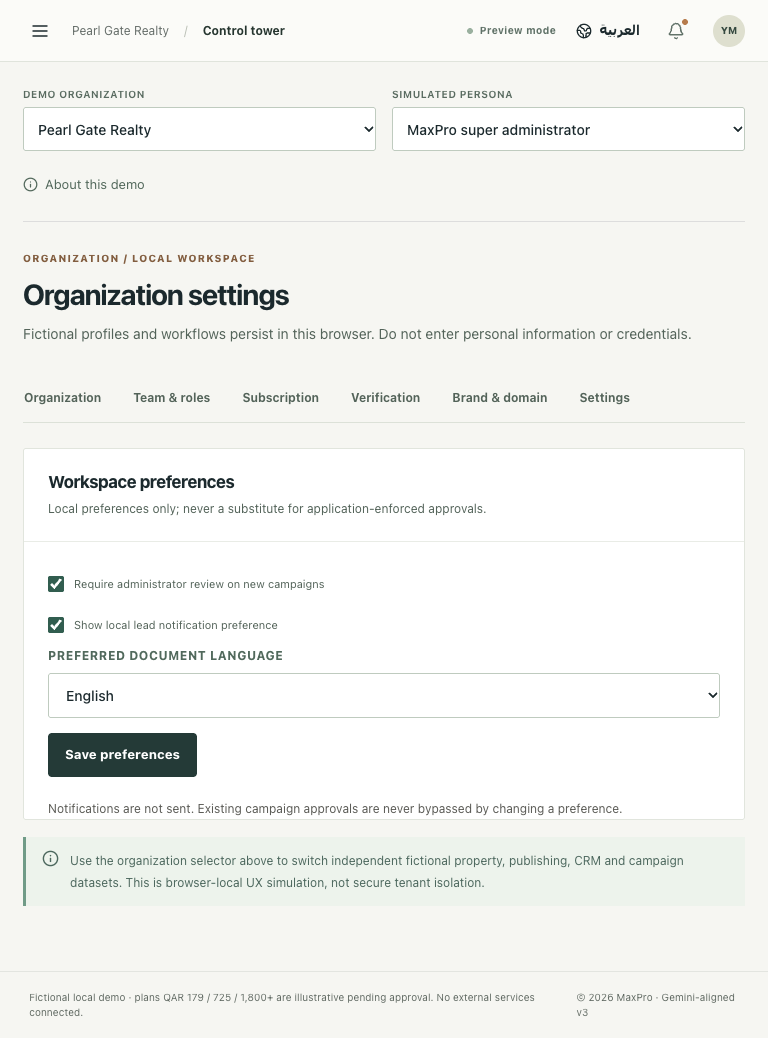 Pearl Gate Realty / Control tower
Preview mode
العربية
YM
DEMO ORGANIZATION
Pearl Gate Realty
SIMULATED PERSONA
MaxPro super administrator
About this demo
ORGANIZATION / LOCAL WORKSPACE
Organization settings
Fictional profiles and workflows persist in this browser. Do not enter personal information or credentials.
Organization
Team & roles
Subscription
Verification
Brand & domain
Settings
Workspace preferences
Local preferences only; never a substitute for application-enforced approvals.
Require administrator review on new campaigns
Show local lead notification preference
PREFERRED DOCUMENT LANGUAGE
English
Save preferences
Notifications are not sent. Existing campaign approvals are never bypassed by changing a preference.
Use the organization selector above to switch independent fictional property, publishing, CRM and campaign
datasets. This is browser-local UX simulation, not secure tenant isolation.
Fictional local demo · plans QAR 179 / 725 / 1,800+ are illustrative pending approval. No external services
connected.
© 2026 MaxPro · Gemini-aligned
v3